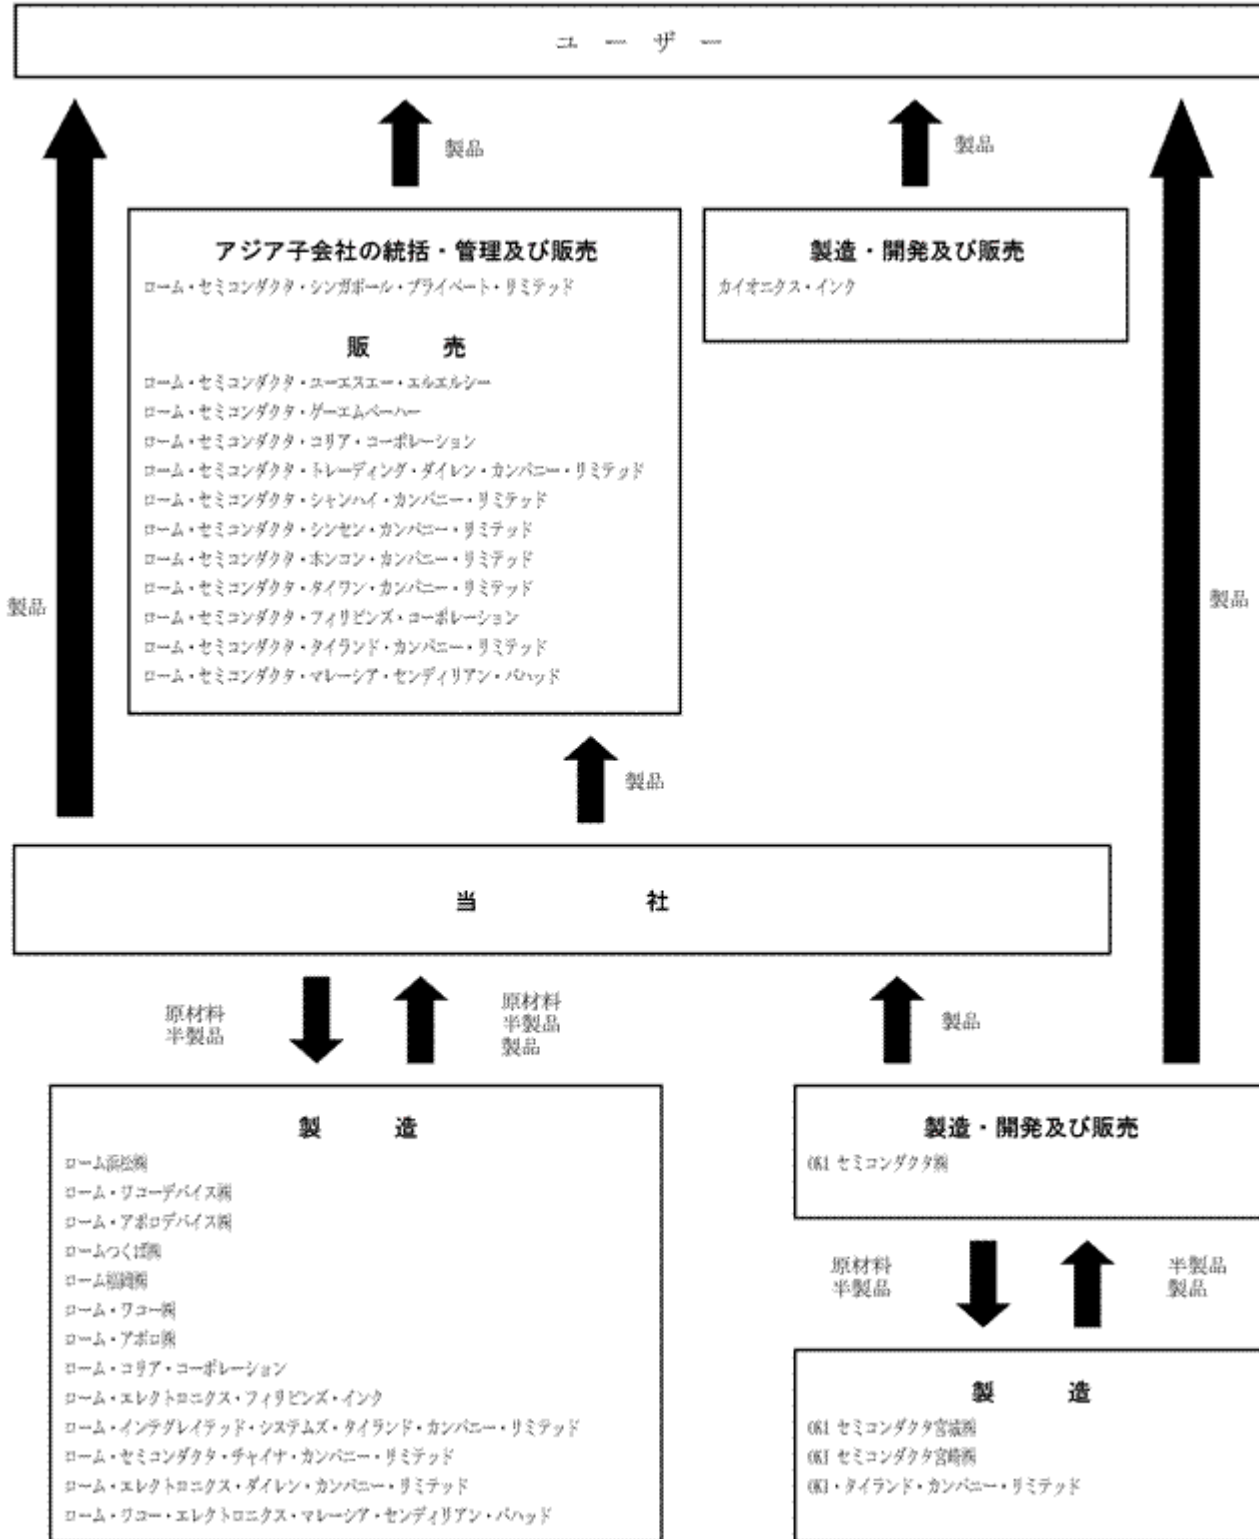 ユーザー
製品
製品
アジア子会社の統括・管理及び販売
ローム・セミコンダクタ・シンガポール・プライベート・リミテッド
販売
ローム・セミコンダクタ・ユーエスエー・エルエルシー
ローム・セミコンダクタ・ゲーエムベーハー
ローム・セミコンダクタ・コリア・コーポレーション
ローム・セミコンダクタ・トレーディング・ダイレン・カンパニー・リミテッド
ローム・セミコンダクタ・シャンハイ・カンパニー・リミテッド
ローム・セミコンダクタ・シンセン・カンパニー・リミテッド
ローム・セミコンダクタ・ホンコン・カンパニー・リミテッド
ローム・セミコンダクタ・タイワン・カンパニー・リミテッド
ローム・セミコンダクタ・フィリピンズ・コーポレーション
ローム・セミコンダクタ・タイランド・カンパニー・リミテッド
ローム・セミコンダクタ・マレーシア・センディリアン・バハッド
製造・開発及び販売
カイオニクス・インク
製品
製品
製品
当社
原材料
半製品
原材料
半製品
製品
製品
製造
ローム浜松㈱
ローム・ワコーデバイス㈱
ローム・アポロデバイス㈱
ロームつくば㈱
ローム福岡㈱
ローム・ワコー㈱
ローム・アポロ㈱
ローム・コリア・コーポレーション
ローム・エレクトロニクス・フィリピンズ・インク
ローム・インテグレイテッド・システムズ・タイランド・カンパニー・リミテッド
ローム・セミコンダクタ・チャイナ・カンパニー・リミテッド
ローム・エレクトロニクス・ダイレン・カンパニー・リミテッド
ローム・ワコー・エレクトロニクス・マレーシア・センディリアン・バハッド
製造・開発及び販売
OKI セミコンダクタ㈱
原材料
半製品
半製品
製品
製造
OKI セミコンダクタ宮城㈱
OKI セミコンダクタ宮崎㈱
OKI・タイランド・カンパニー・リミテッド